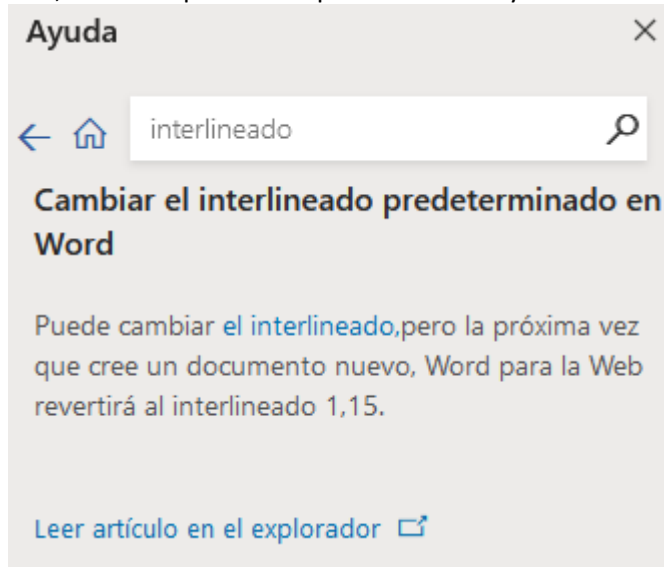 Ayuda
interlineado
Cambiar el interlineado predeterminado en
Word
Puede cambiar el interlineado,pero la próxima vez
que cree un documento nuevo, Word para la Web
revertirá al interlineado 1,15.
Leer artículo en el explorador